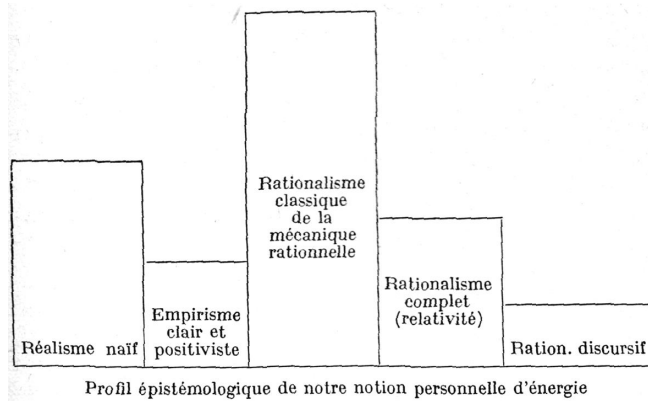 Réalisme naïf
Empirisme
clair et
positiviste
Rationalisme
classique
de la
mécanique
rationnelle
Rationalisme
complet
(relativité)
Ration. discursif
Profil épistémologique de notre notion personnelle d'énergie